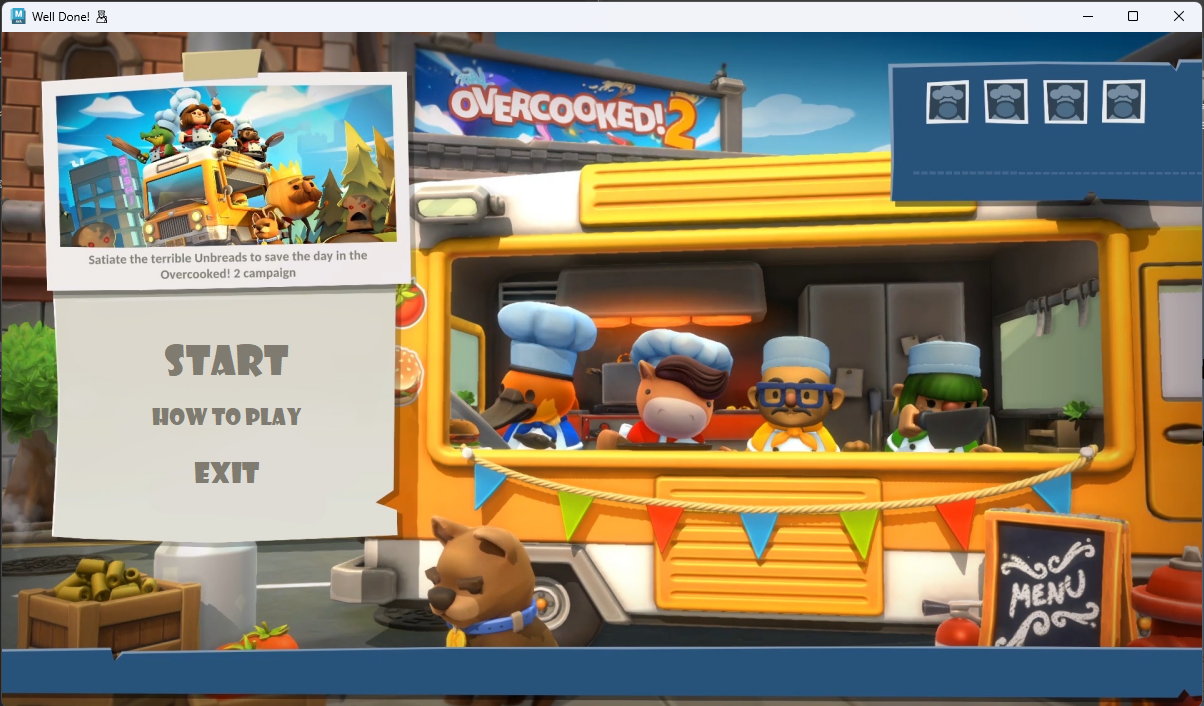 Well Done!
OVERCOOKED! 2
Satiate the terrible Unbreads to save the day in the
Overcooked! 2 campaign
START
HOW TO PLAY
EXIT
MENU